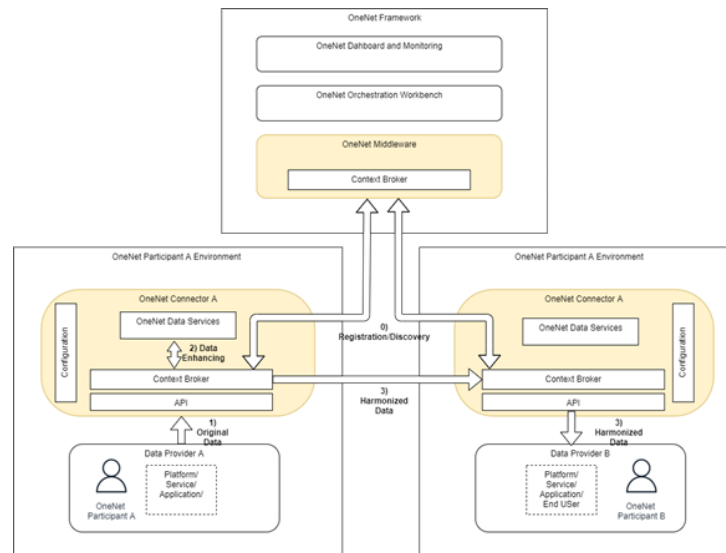 OneNet Framework
OneNet Dahboard and Monitoring
OneNet Orchestration Workbench
OneNet Middleware
Context Broker
OneNet Participant A Environment
OneNet Connector A
Configuration
OneNet Data Services
2) Data
Enhancing
Context Broker
API
1)
Original
Data
Data Provider A
OneNet
Participant A
Platform/
Service/
Application/
0)
Registration/Discovery
3)
Harmonized
Data
OneNet Participant A Environment
OneNet Connector A
OneNet Data Services
Configuration
Context Broker
API
3)
Harmonized
Data
Data Provider B
Platform/
Service/
Application/
End USer
OneNet
Participant B